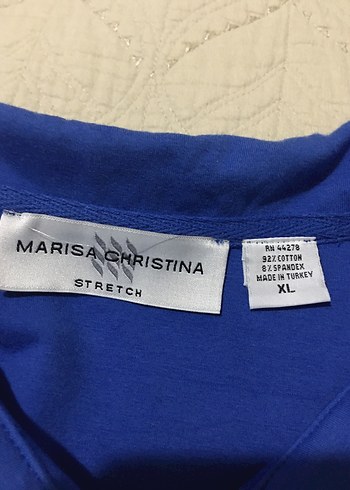 MARISA CHRISTINA
STRETCH
RN 44278
92% COTTON
8% SPANDEX
MADE IN TURKEY
XL